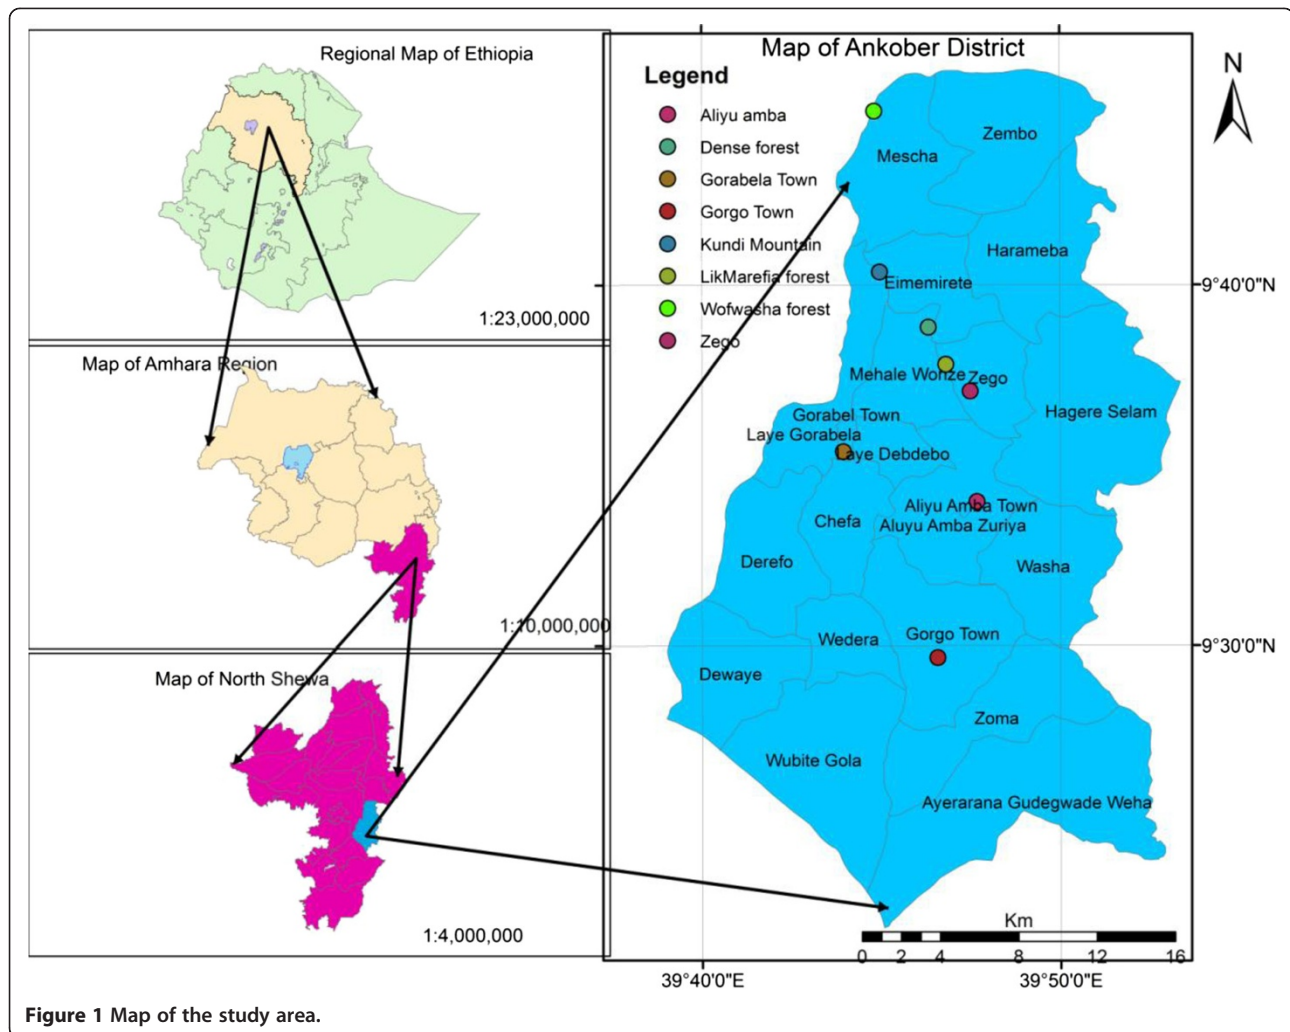 Regional Map of Ethiopia
1:23,000,000
Map of Amhara Region
1:10,000,000
Map of North Shewa
1:4,000,000
Map of Ankober District
Legend
Aliyu amba
Dense forest
Gorabela Town
Gorgo Town
Kundi Mountain
LikMarefia forest
Wofwasha forest
Zego
N
Zembo
Mescha
Harameba
Eimemirete
9°40'0"N
Mehale Wonze
Zego
Hagere Selam
Gorabel Town
Laye Gorabela
Laye Debdebo
Aliyu Amba Town
Chefa
Aluyu Amba Zuriya
Derefo
Washa
Gorgo Town
Wedera
9°30'0"N
Dewaye
Zoma
Wubite Gola
Ayerarana Gudegwade Weha
Km
0 2 4 8 12 16
39°40'0"E
39°50'0"E
Figure 1 Map of the study area.